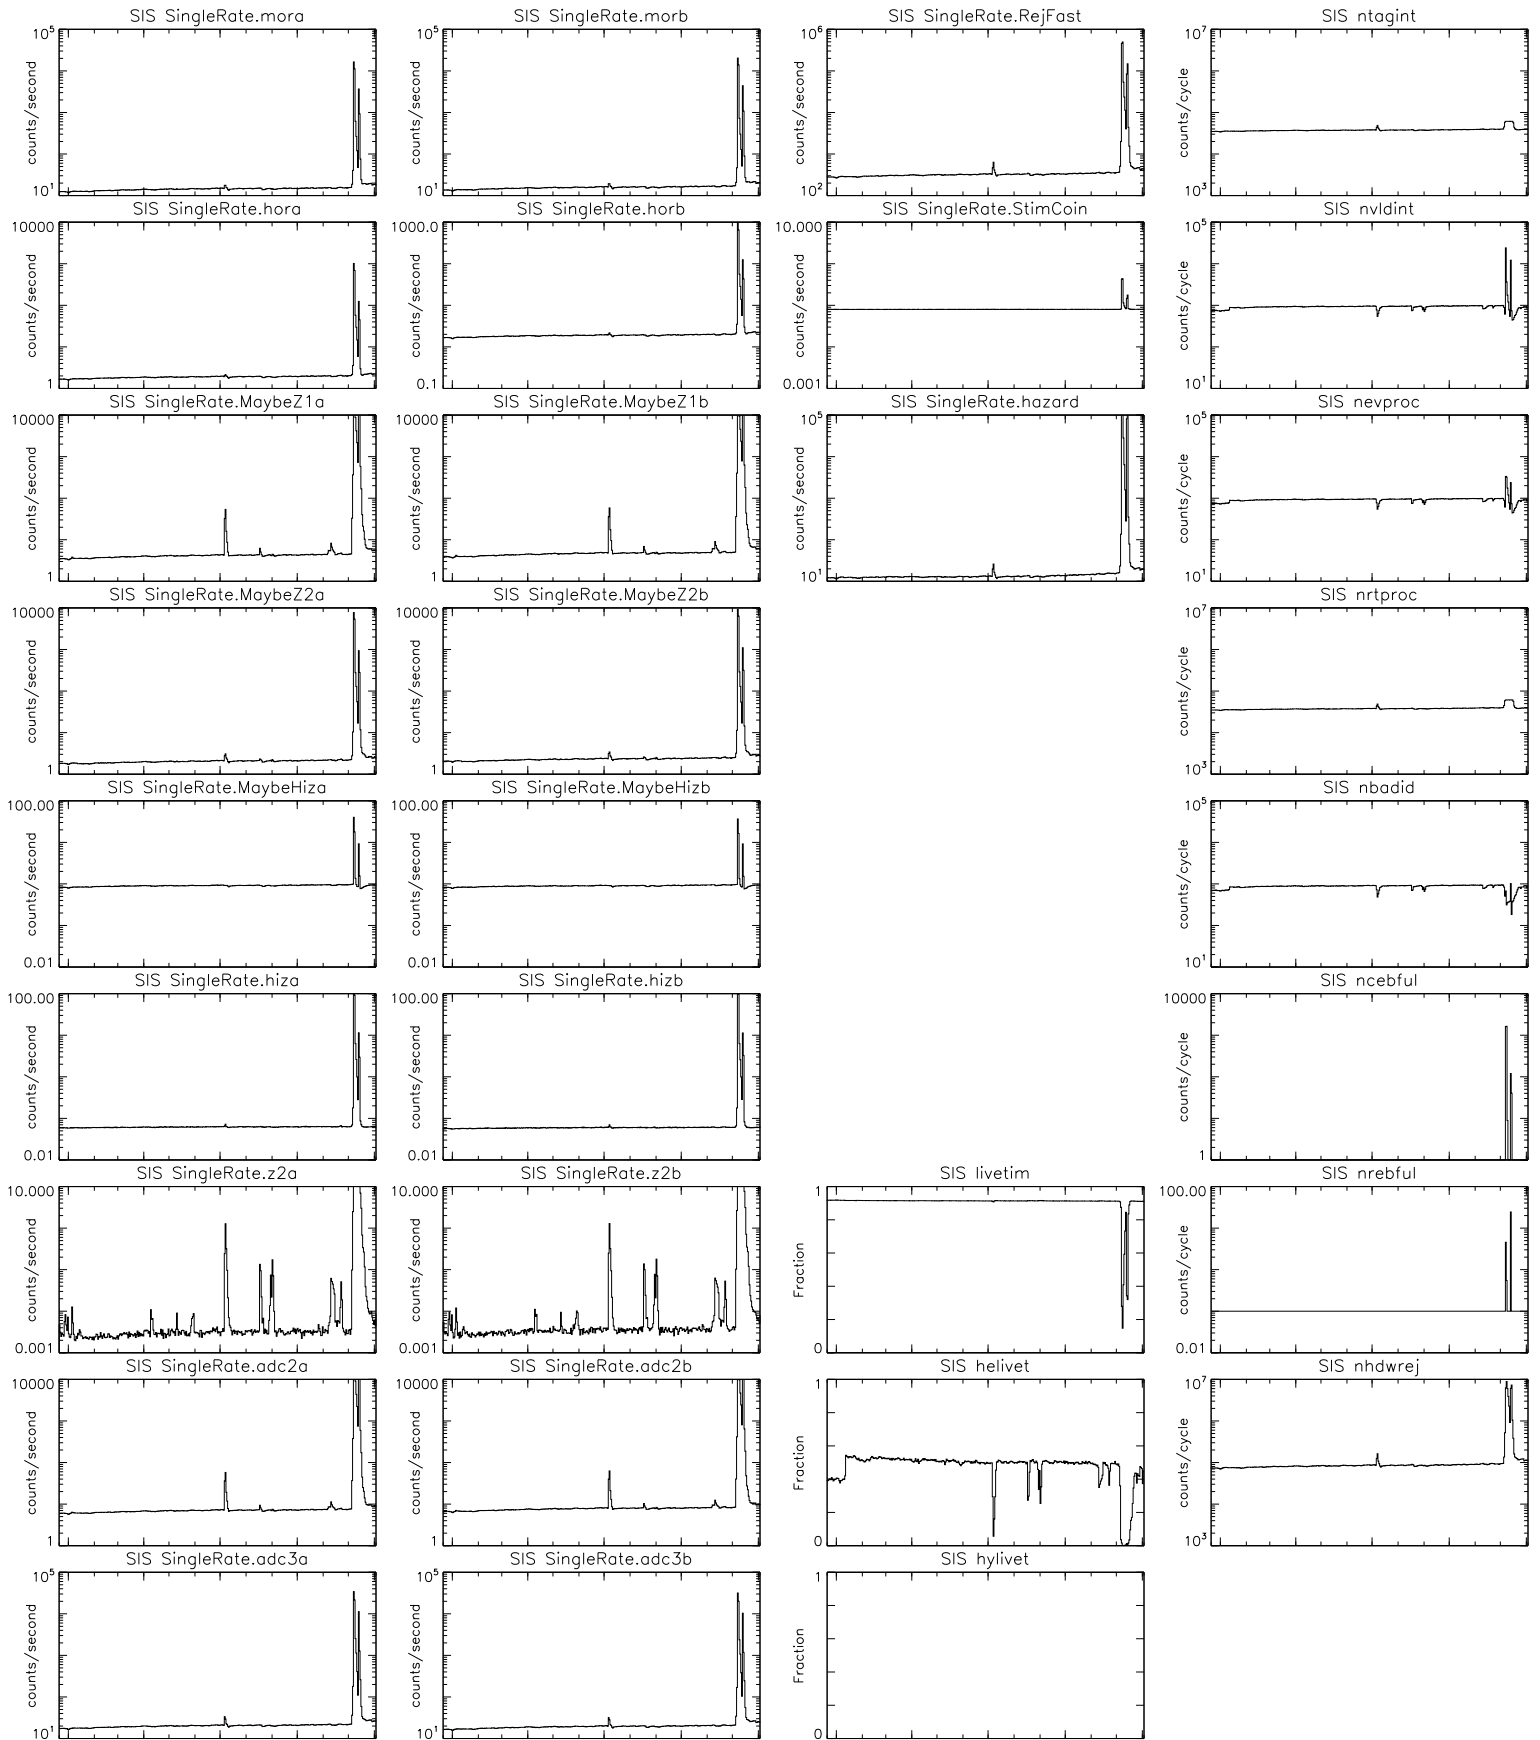 SIS SingleRate.mora
SIS SingleRate.morb
SIS SingleRate.RejFast
SIS ntagint
10^5
counts/second
10^1
10^5
counts/second
10^1
10^6
counts/second
10^2
10^7
counts/cycle
10^3
SIS SingleRate.hora
SIS SingleRate.horb
SIS SingleRate.StimCoin
SIS nvldint
10000
counts/second
1
1000.0
counts/second
0.1
10.000
counts/second
0.001
10^5
counts/cycle
10^1
SIS SingleRate.MaybeZ1a
SIS SingleRate.MaybeZ1b
SIS SingleRate.hazard
SIS nevproc
10000
counts/second
1
10000
counts/second
1
10^5
counts/second
10^1
10^5
counts/cycle
10^1
SIS SingleRate.MaybeZ2a
SIS SingleRate.MaybeZ2b
SIS nrtproc
10000
counts/second
1
10000
counts/second
1
10^7
counts/cycle
10^3
SIS SingleRate.MaybeHiza
SIS SingleRate.MaybeHizb
SIS nbadid
100.00
counts/second
0.01
100.00
counts/second
0.01
10^5
counts/cycle
10^1
SIS SingleRate.hiza
SIS SingleRate.hizb
SIS ncebful
100.00
counts/second
0.01
100.00
counts/second
0.01
10000
counts/cycle
1
SIS SingleRate.z2a
SIS SingleRate.z2b
SIS livetim
SIS nrebful
10.000
counts/second
0.001
10.000
counts/second
0.001
1
Fraction
0
100.00
counts/cycle
0.01
SIS SingleRate.adc2a
SIS SingleRate.adc2b
SIS helivet
SIS nhdwrej
10000
counts/second
1
10000
counts/second
1
1
Fraction
0
10^7
counts/cycle
10^3
SIS SingleRate.adc3a
SIS SingleRate.adc3b
SIS hylivet
10^5
counts/second
10^1
10^5
counts/second
10^1
1
Fraction
0